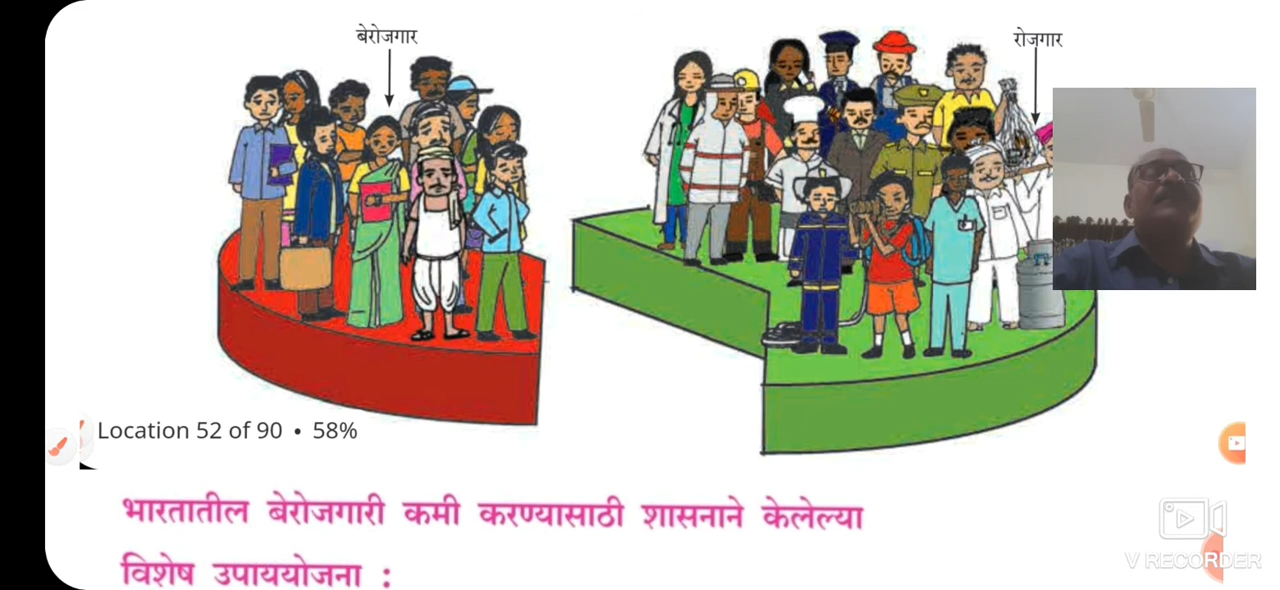 बेरोजगार
रोजगार
Location 52 of 90 • 58%
भारतातील बेरोजगारी कमी करण्यासाठी शासनाने केलेल्या
विशेष उपाययोजना :
V RECORDER